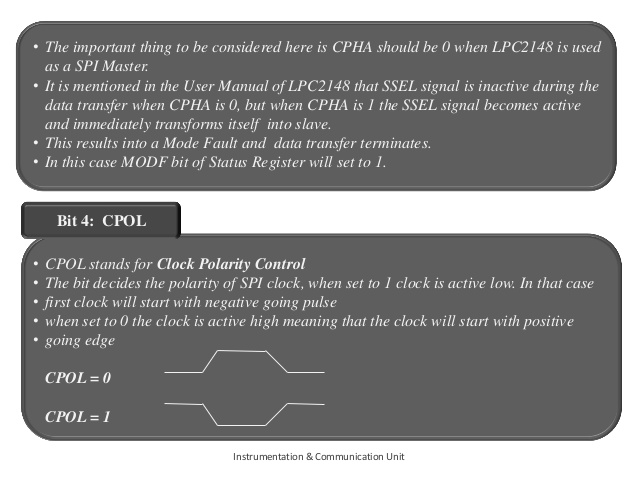 • The important thing to be considered here is CPHA should be 0 when LPC2148 is used
as a SPI Master.
• It is mentioned in the User Manual of LPC2148 that SSEL signal is inactive during the
data transfer when CPHA is 0, but when CPHA is 1 the SSEL signal becomes active
and immediately transforms itself into slave.
• This results into a Mode Fault and data transfer terminates.
• In this case MODF bit of Status Register will set to 1.
Bit 4: CPOL
• CPOL stands for Clock Polarity Control
• The bit decides the polarity of SPI clock, when set to 1 clock is active low. In that case
• first clock will start with negative going pulse
• when set to 0 the clock is active high meaning that the clock will start with positive
• going edge
CPOL = 0
CPOL = 1
Instrumentation & Communication Unit